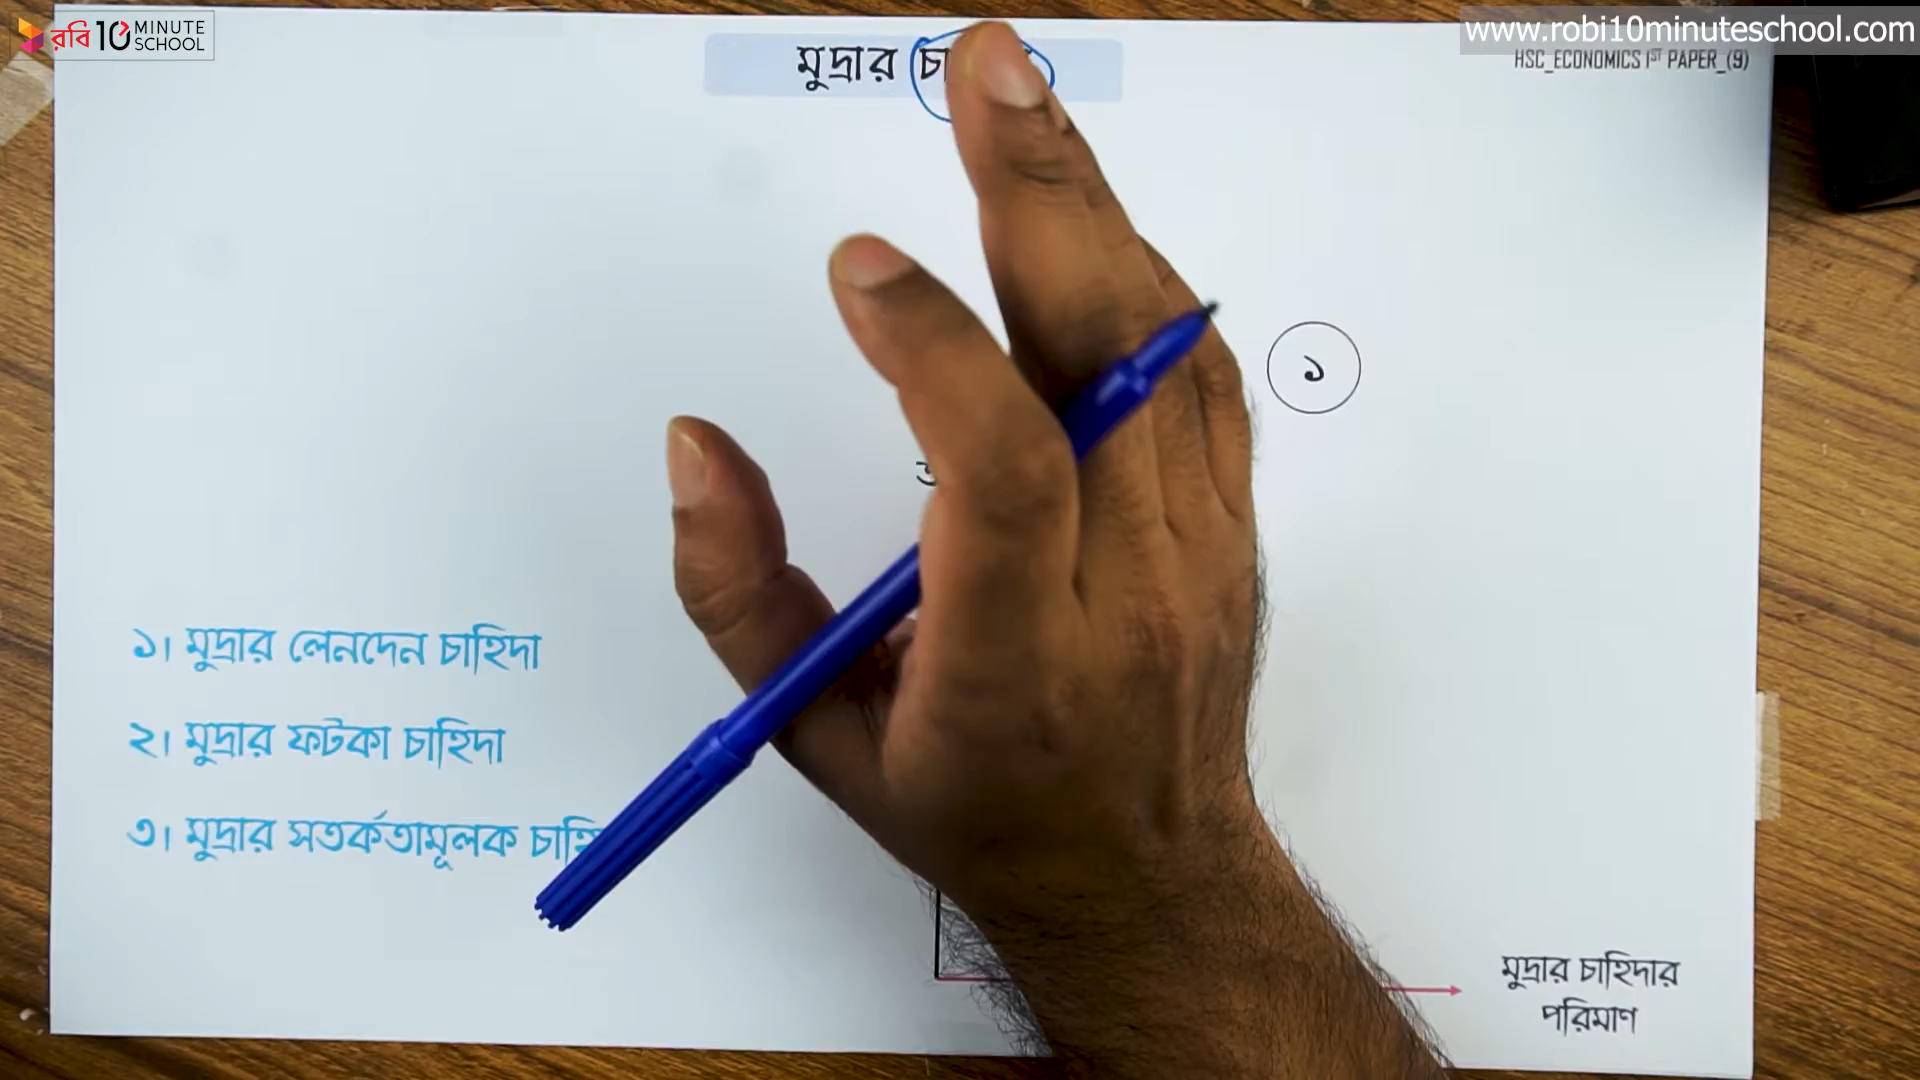 রবি 10 MINUTE SCHOOL
www.robi10minuteschool.com
HSC_ECONOMICS 1ST PAPER_(9)
মুদ্রার
১
১। মুদ্রার লেনদেন চাহিদা
২। মুদ্রার ফটকা চাহিদা
৩। মুদ্রার সতর্কতামূলক
মুদ্রার চাহিদার
পরিমাণ